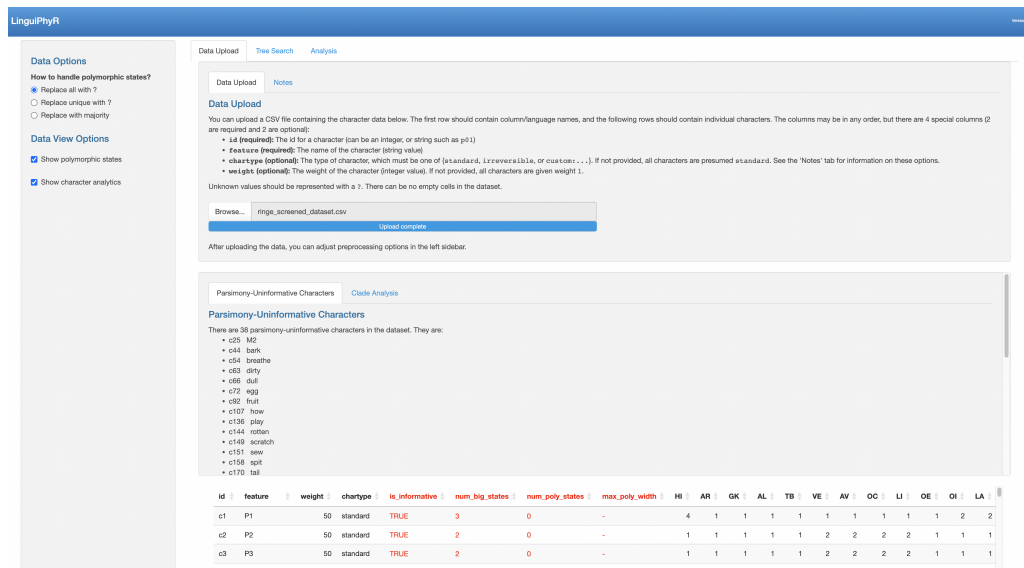 LinguiPhyR
Data Options
How to handle polymorphic states?
Replace all with ?
Replace unique with ?
Replace with majority
Data View Options
Show polymorphic states
Show character analytics
Data Upload Tree Search Analysis
Data Upload Notes
Data Upload
You can upload a CSV file containing the character data below. The first row should contain column/language names, and the following rows should contain individual characters. The columns may be in any order, but there are 4 special columns (2
are required and 2 are optional):
• id (required): The id for a character (can be an integer, or string such as p01)
• feature (required): The name of the character (string value)
• chartype (optional): The type of character, which must be one of (standard, irreversible, or custom:...). If not provided, all characters are presumed standard. See the 'Notes' tab for information on these options.
• weight (optional): The weight of the character (integer value). If not provided, all characters are given weight 1.
Unknown values should be represented with a ?. There can be no empty cells in the dataset.
Browse... ringe_screened_dataset.csv
Upload complete
After uploading the data, you can adjust preprocessing options in the left sidebar.
Parsimony-Uninformative Characters Clade Analysis
Parsimony-Uninformative Characters
There are 38 parsimony-uninformative characters in the dataset. They are:
• c25 M2
• c44 bark
• c54 breathe
• c63 dirty
• c66 dull
• c72 egg
• c92 fruit
• c107 how
• c136 play
• c144 rotten
• c149 scratch
• c151 sew
• c158 spit
• c170 tail
id feature weight chartype is_informative num_big_states num_poly_states max_poly_width HI AR GK AL TB VE AV OC LI OE OI LA
c1 P1 50 standard TRUE 3 0 - 4 1 1 1 1 1 1 1 1 1 2 2
c2 P2 50 standard TRUE 2 0 - 1 1 1 1 1 2 2 2 2 1 1 1
c3 P3 50 standard TRUE 2 0 - 1 1 1 1 1 2 2 2 2 1 1 1